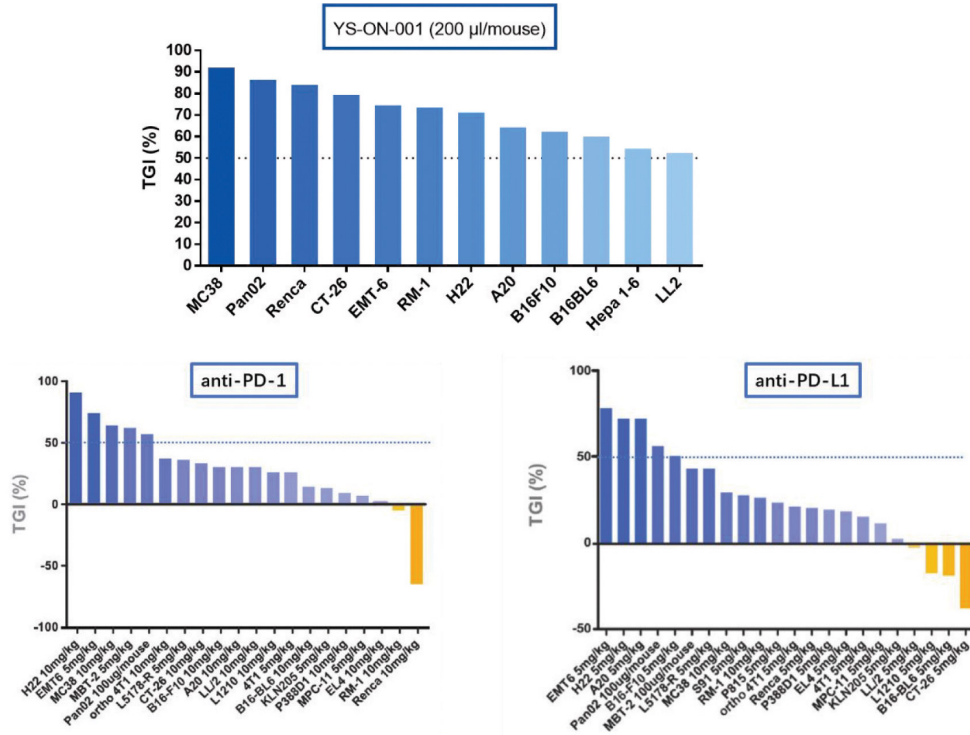 YS-ON-001 (200 µl/mouse)
TGI (%)
100
90
80
70
60
50
40
30
20
10
0
MC38
Pan02
Renca
CT-26
EMT-6
RM-1
H22
A20
B16F10
B16BL6
Hepa 1-6
LL2
anti-PD-1
TGI (%)
100
50
0
-50
-100
H22 10mg/kg
EMT6 5mg/kg
MC38 10mg/kg
MBT-2 5mg/kg
Pan02 100ug/mouse
ortho 4T1 10mg/kg
L5178-R 5mg/kg
CT-26 10mg/kg
B16-F10 10mg/kg
A20 10mg/kg
LL/2 10mg/kg
L1210 10mg/kg
4T1 10mg/kg
B16-BL6 10mg/kg
KLN205 5mg/kg
P388D1 10mg/kg
MPC-11 5mg/kg
EL4 10mg/kg
RM-1 10mg/kg
Renca 10mg/kg
anti-PD-L1
TGI (%)
100
50
0
-50
EMT6 5mg/kg
H22 5mg/kg
A20 5mg/kg
Pan02 100ug/mouse
B16-F10 5mg/kg
MBT-2 100ug/mouse
L5178-R 5mg/kg
MC38 10mg/kg
S91 10mg/kg
RM-1 10mg/kg
P815 10mg/kg
ortho 4T1 5mg/kg
Renca 5mg/kg
P388D1 5mg/kg
EL4 5mg/kg
4T1 5mg/kg
MPC-11 5mg/kg
KLN205 5mg/kg
LL/2 5mg/kg
L1210 5mg/kg
B16-BL6 5mg/kg
CT-26 5mg/kg